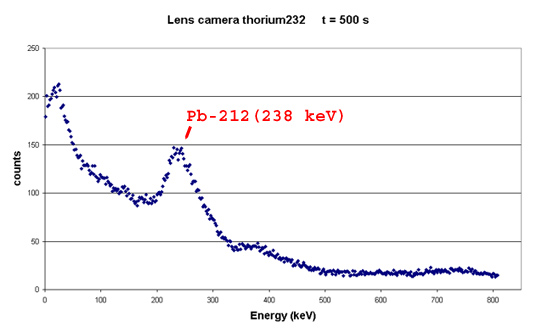 Lens camera thorium232 t = 500 s
250
200
150
100
50
0
counts
Pb-212(238 keV)
0 100 200 300 400 500 600 700 800
Energy (keV)